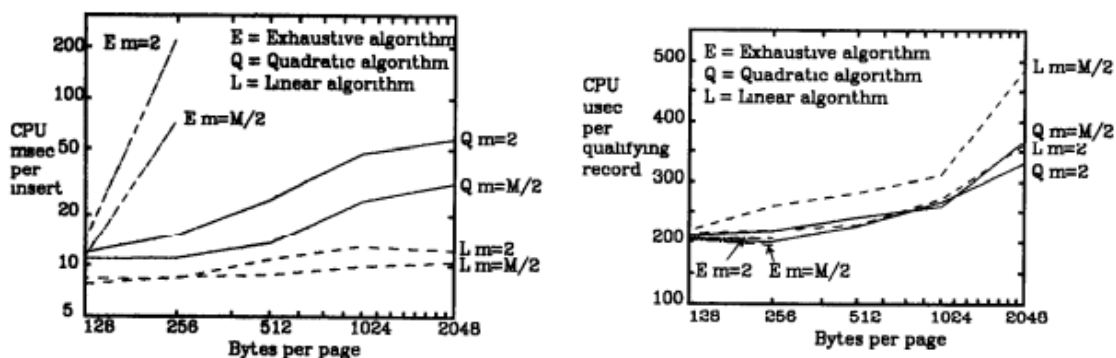 200
100
50
20
10
5
CPU
msec
per
insert
E m=2
E m=M/2
E = Exhaustive algorithm
Q = Quadratic algorithm
L = Linear algorithm
Q m=2
Q m=M/2
L m=2
L m=M/2
128 256 512 1024 2048
Bytes per page
500
400
300
200
100
CPU
usec
per
qualifying
record
E = Exhaustive algorithm
Q = Quadratic algorithm
L = Linear algorithm
L m=M/2
Q m=M/2
L m=2
Q m=2
E m=2 E m=M/2
128 256 512 1024 2048
Bytes per page